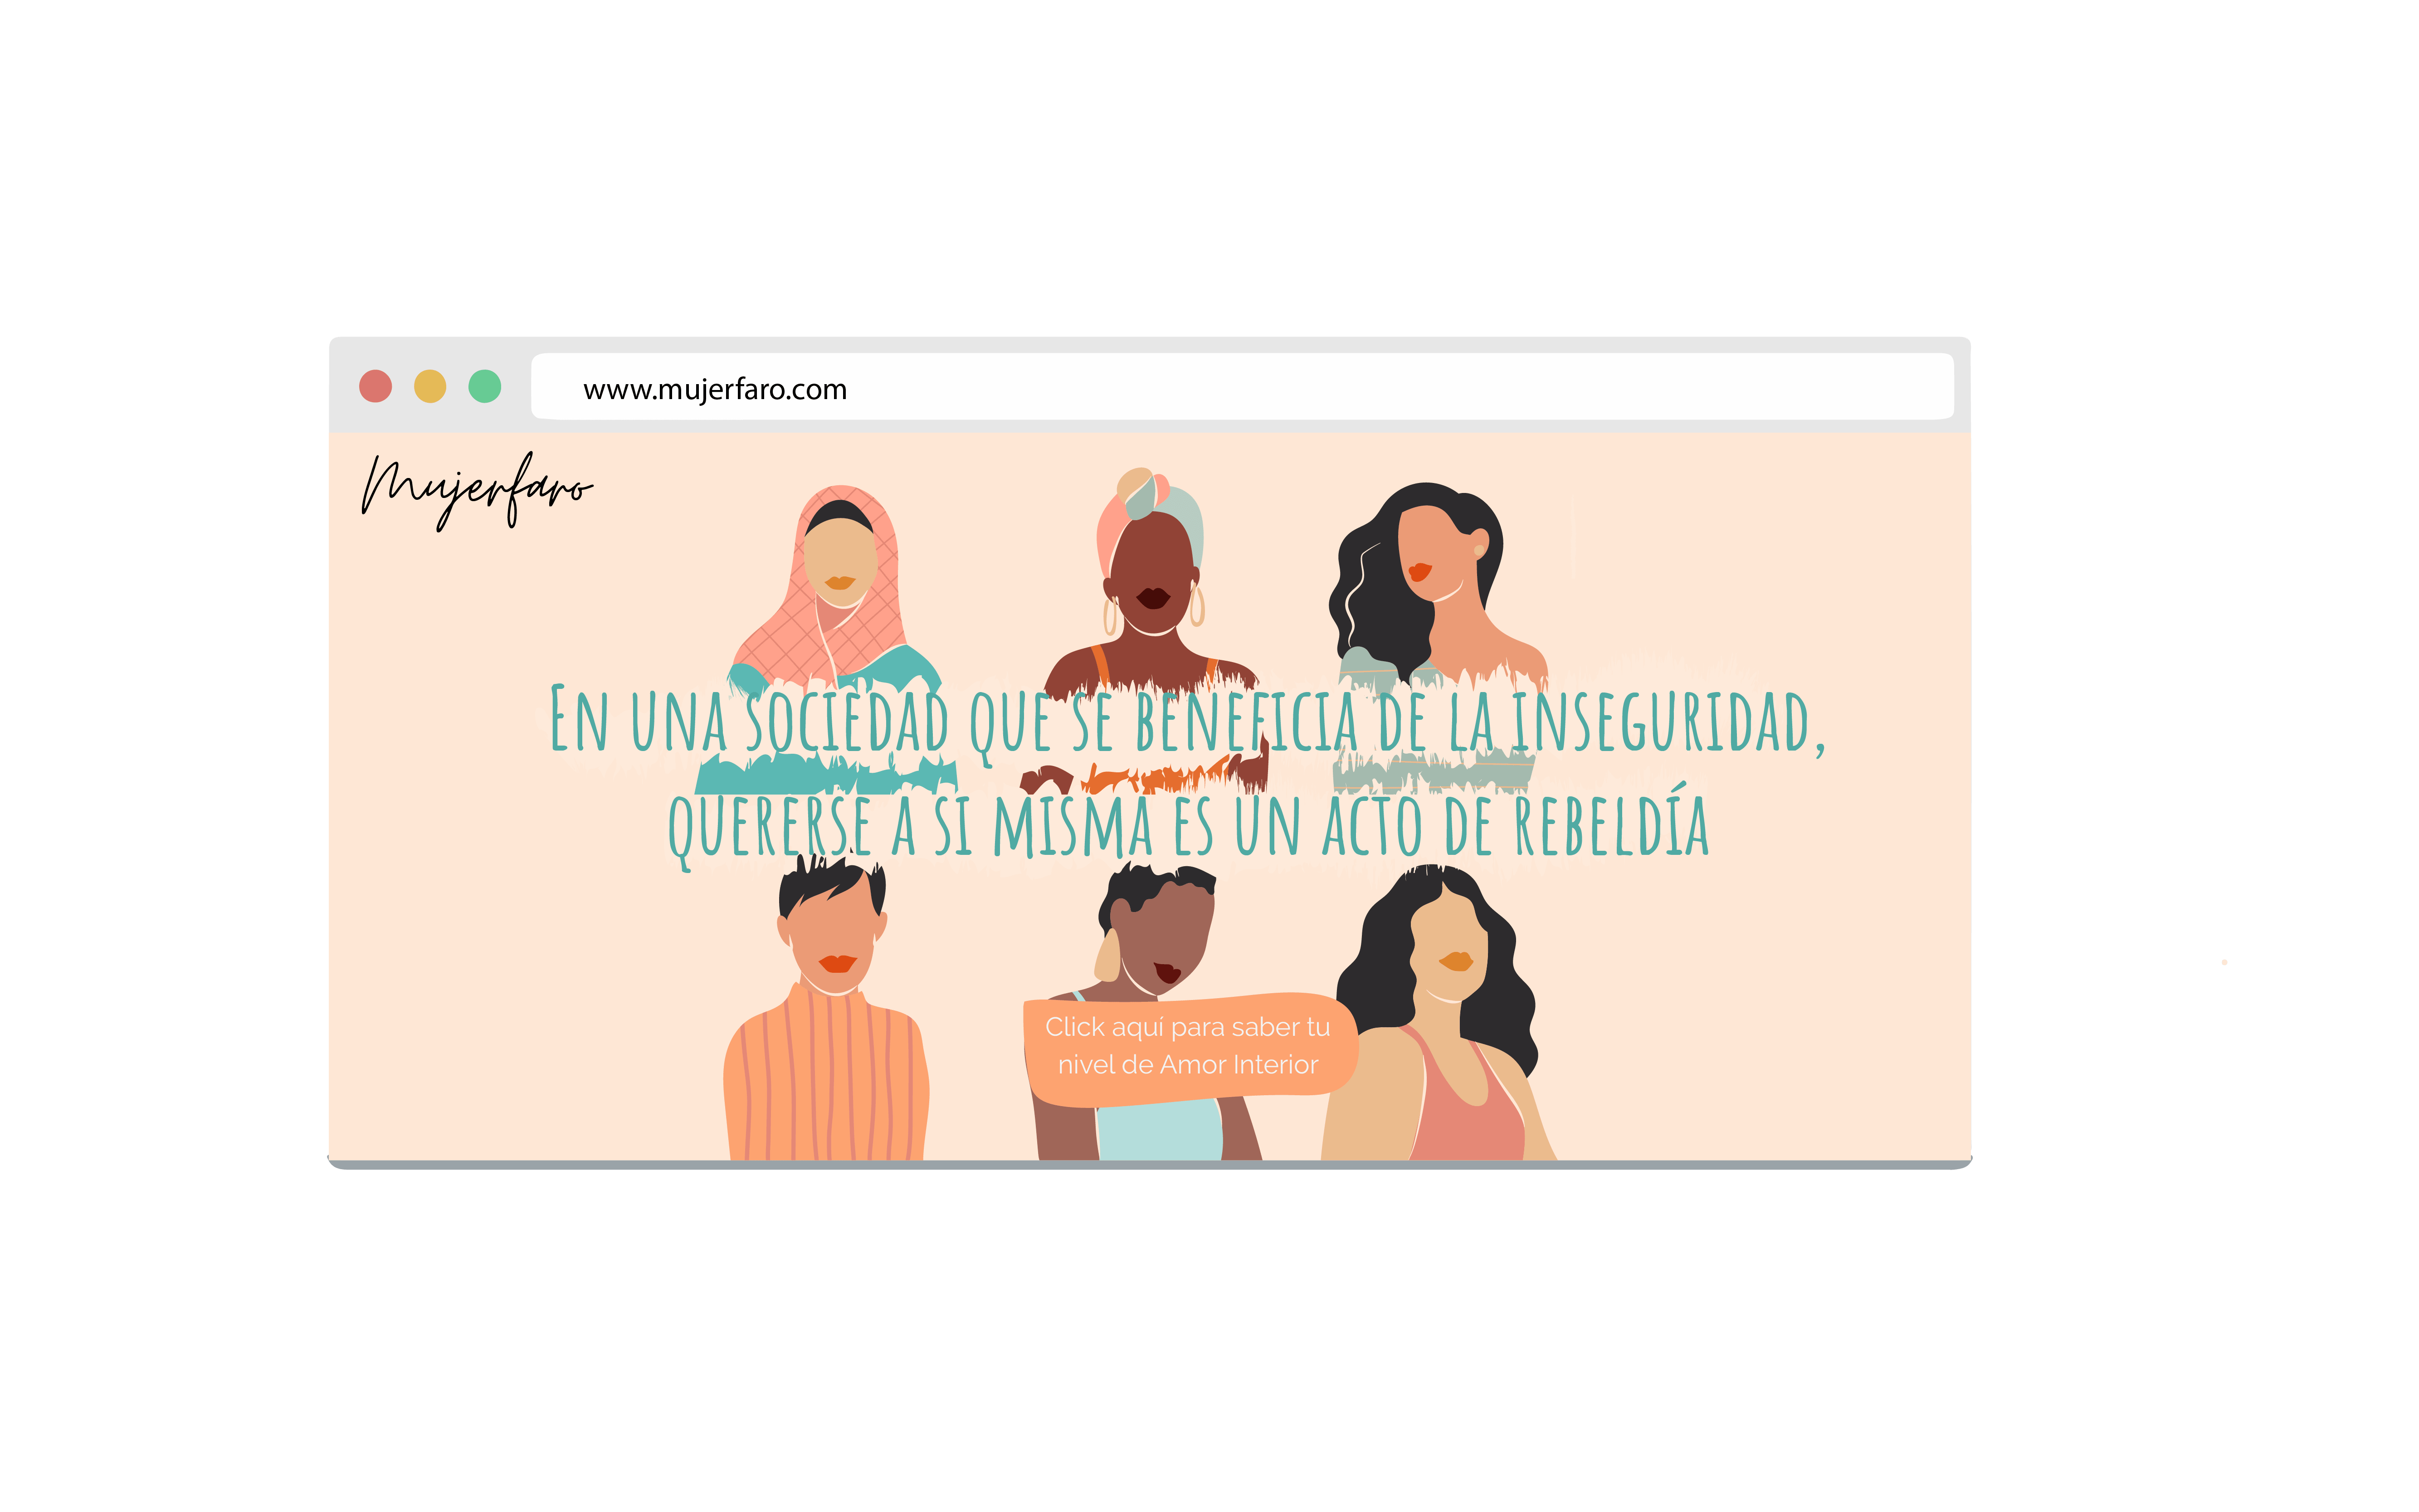 www.mujerfaro.com
Mujerfaro
EN UNA SOCIEDAD QUE SE BENEFICIA DE LA INSEGURIDAD,
QUERERSE A SI MISMA ES UN ACTO DE REBELDÍA
Click aquí para saber tu
nivel de Amor Interior